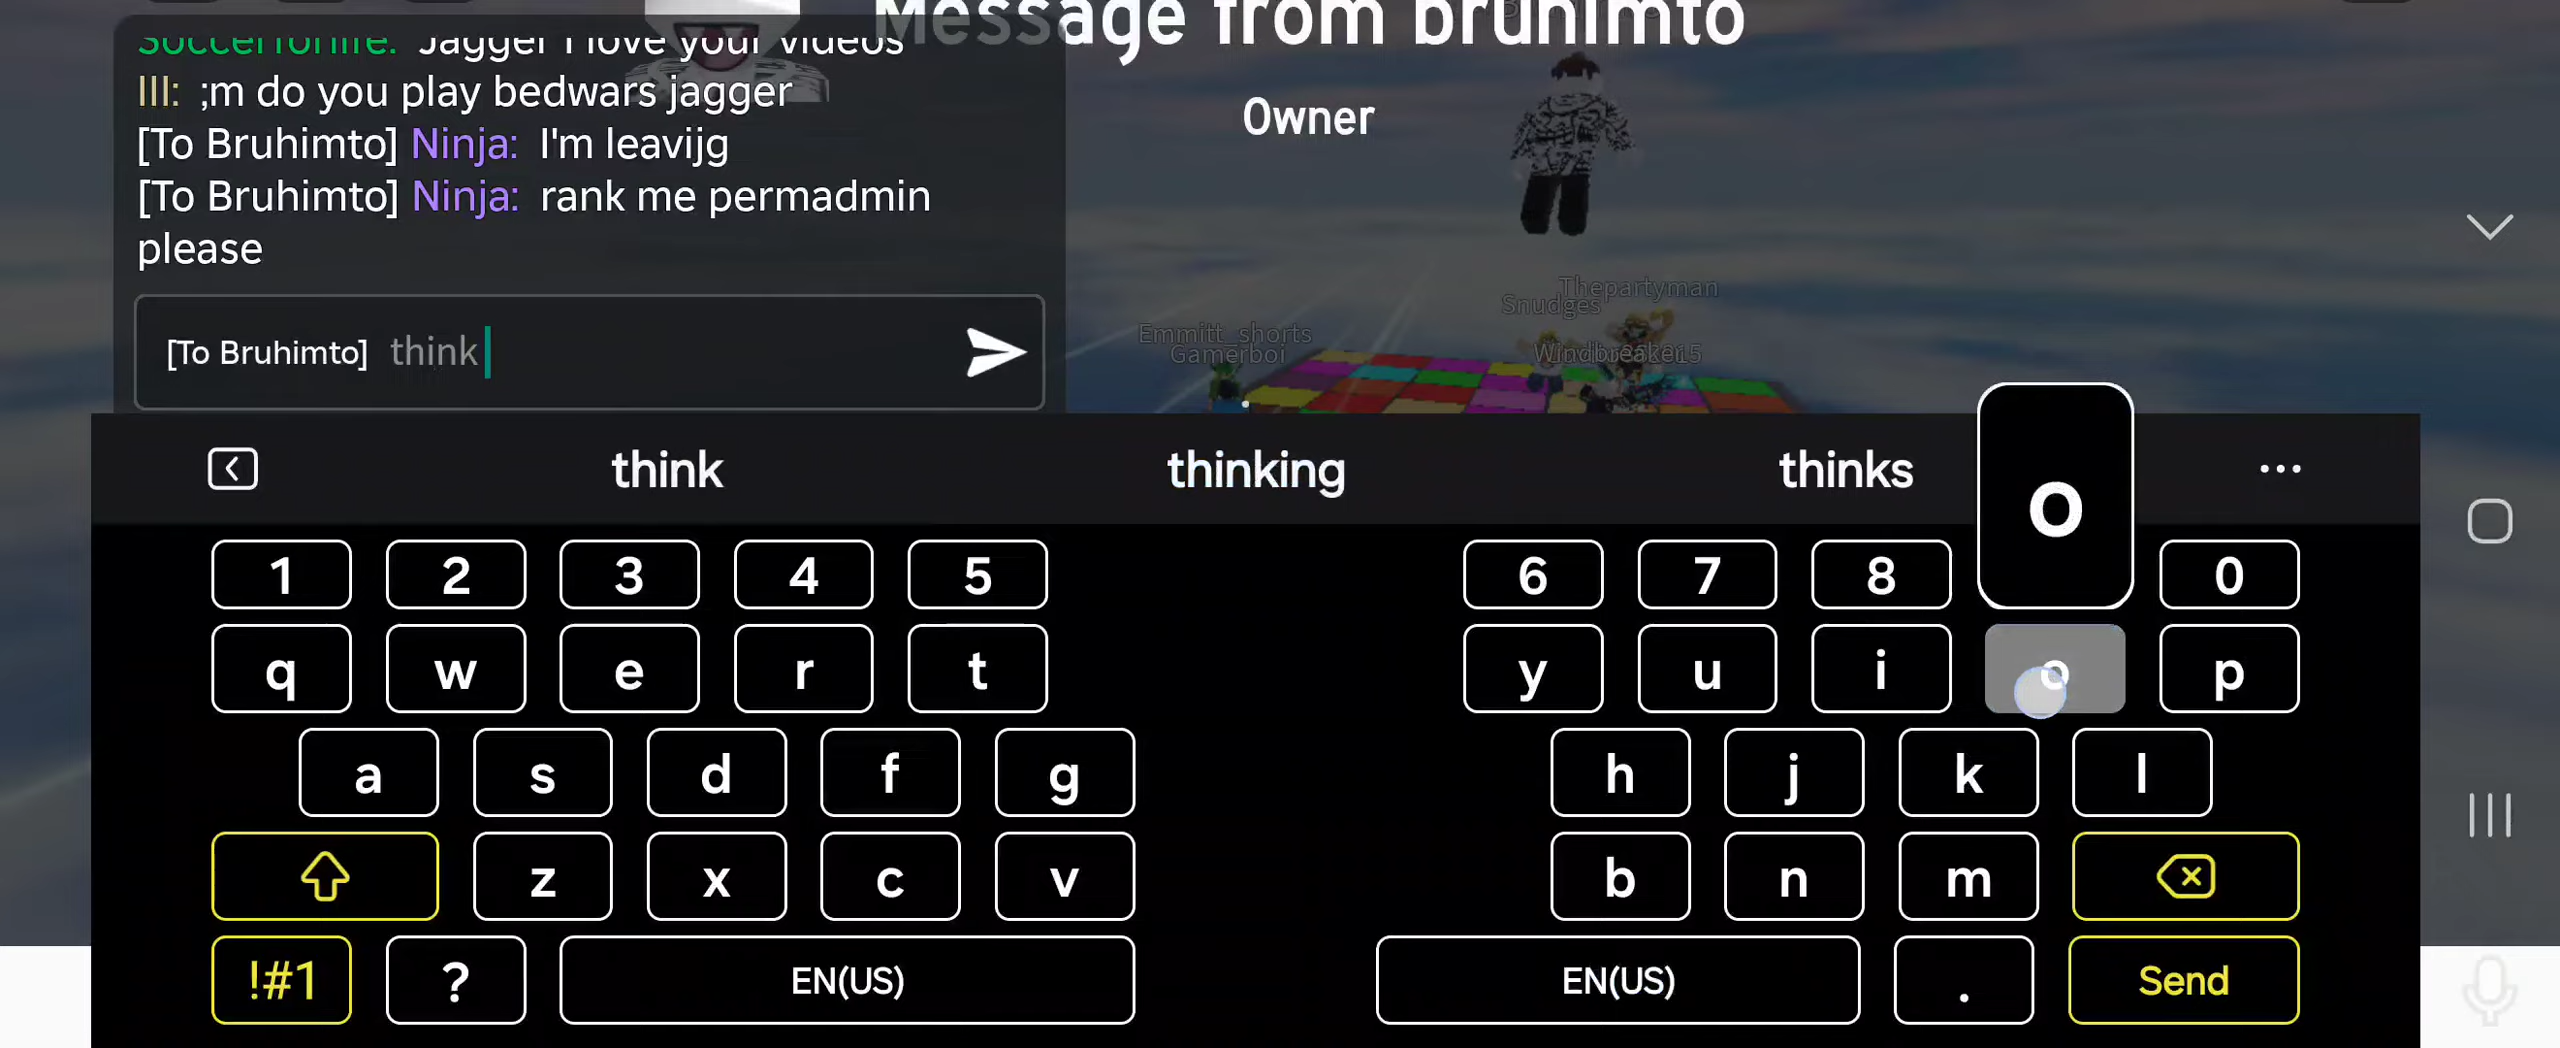 Message from bruhimto
Owner
Soccerforlife: Jagger I love your videos
III: ;m do you play bedwars jagger
[To Bruhimto] Ninja: I'm leavijg
[To Bruhimto] Ninja: rank me permadmin
please
[To Bruhimto] think
Thepartyman
Snudges
Emmitt_shorts
Gamerboi
think thinking thinks o ...
1 2 3 4 5 6 7 8 0
q w e r t y u i o p
a s d f g h j k l
z x c v b n m
!#1 ? EN(US) EN(US) . Send